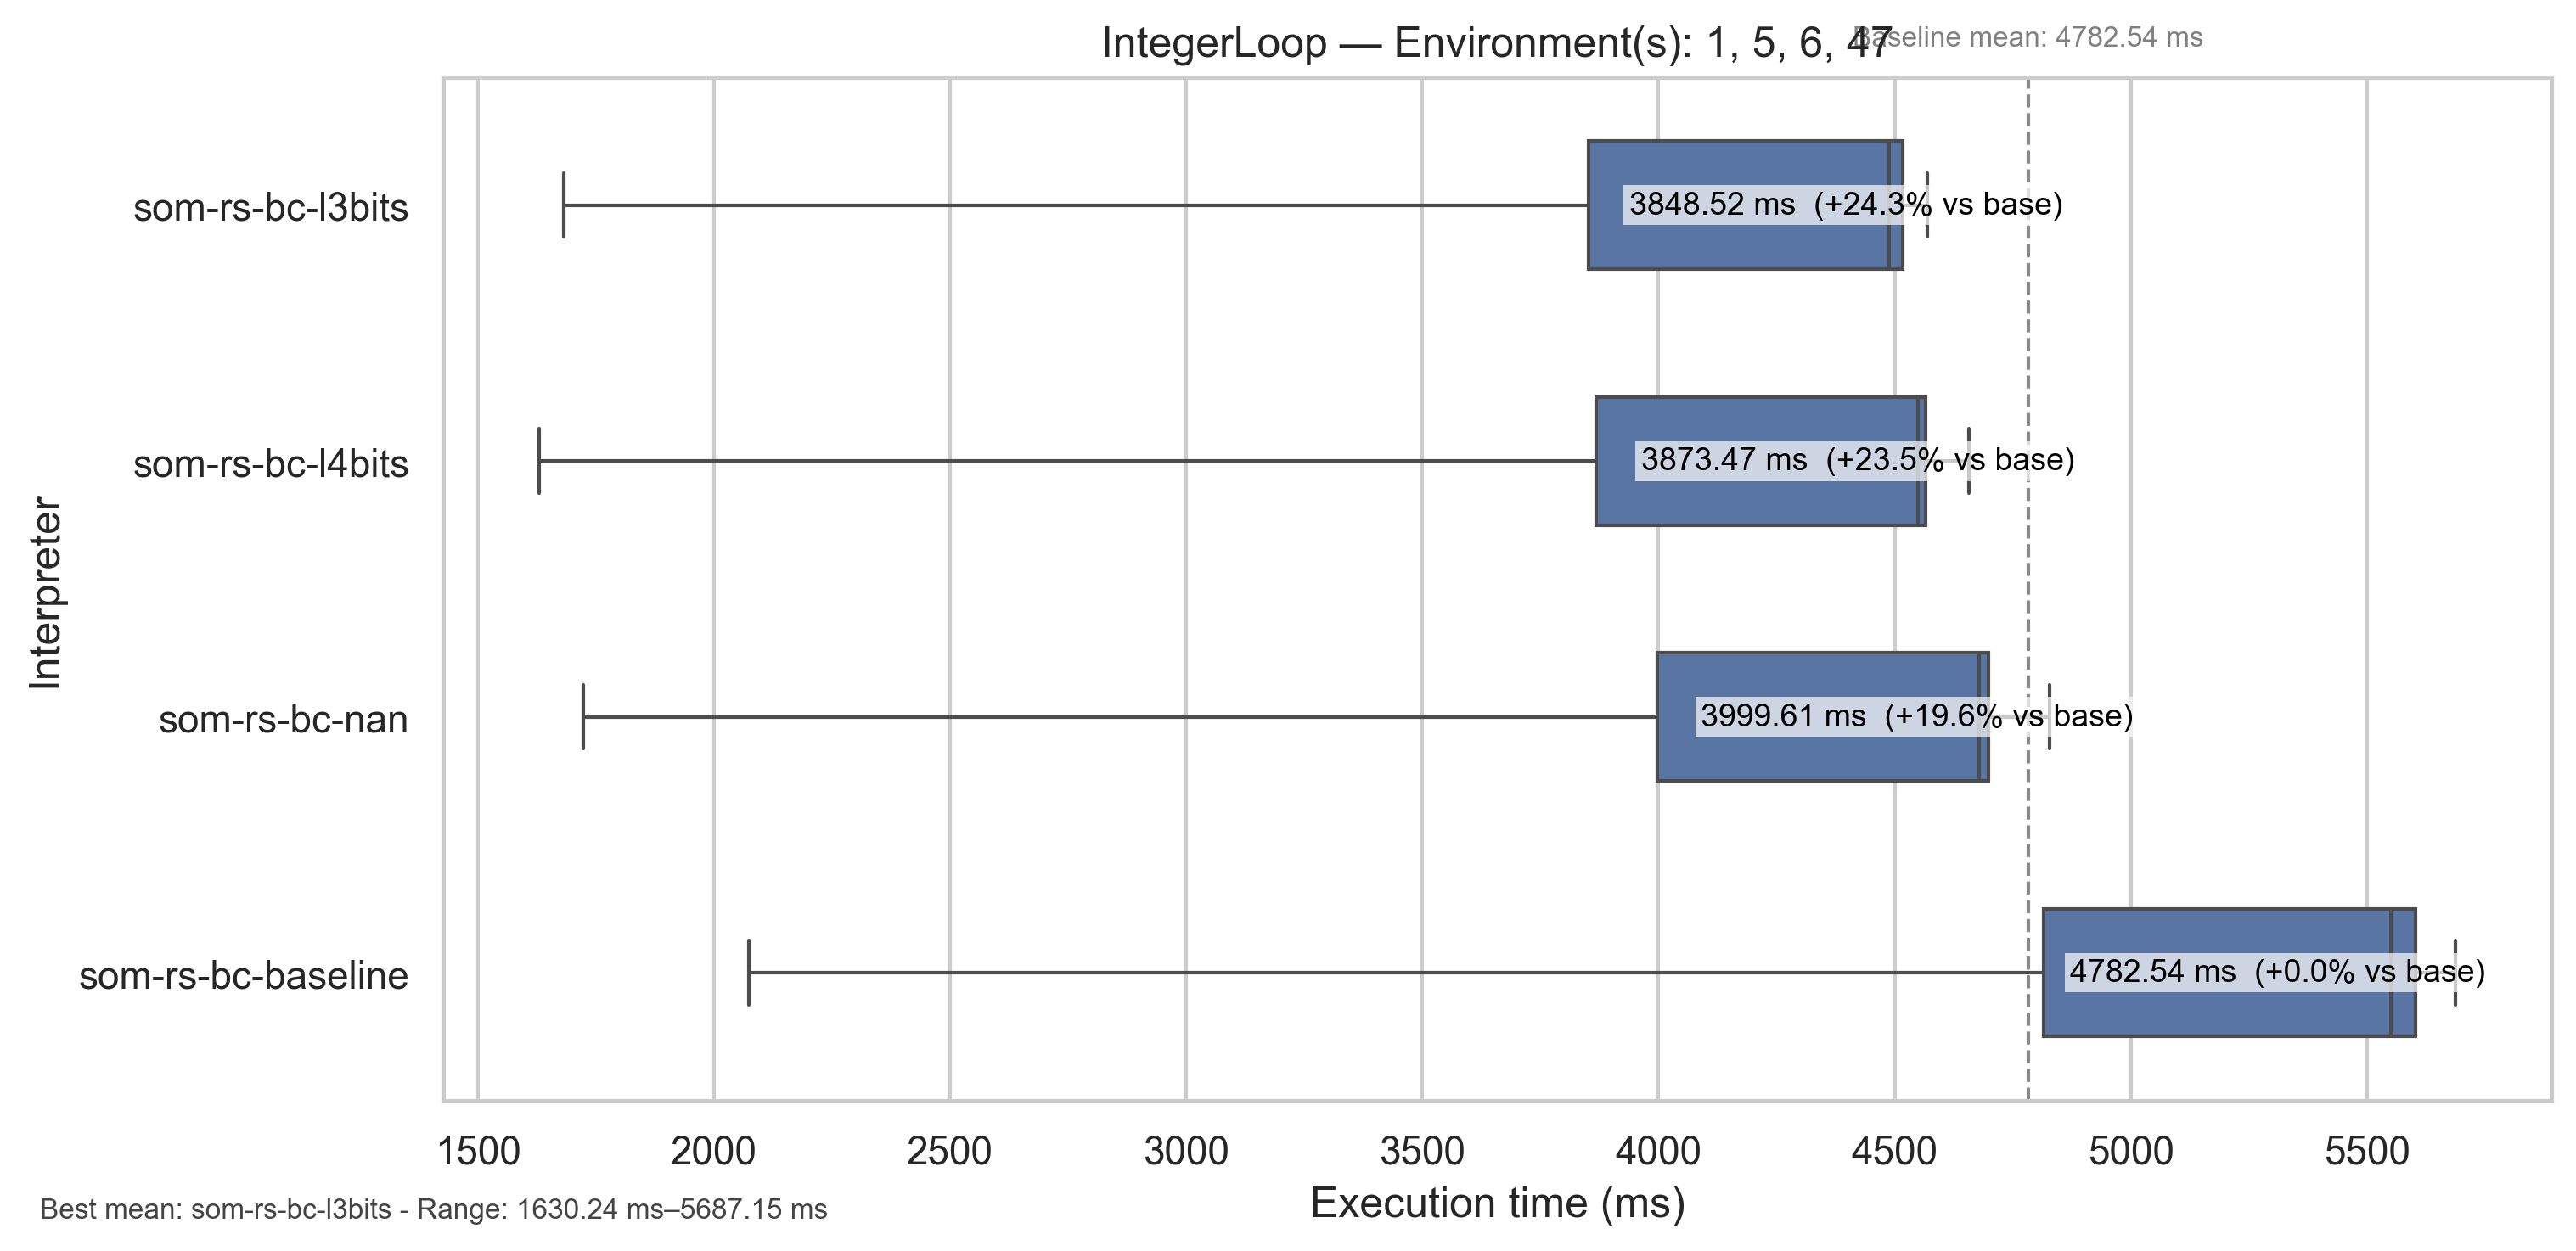 IntegerLoop — Environment(s): 1, 5, 6, 47
Baseline mean: 4782.54 ms
Interpreter
som-rs-bc-l3bits
3848.52 ms (+24.3% vs base)
som-rs-bc-l4bits
3873.47 ms (+23.5% vs base)
som-rs-bc-nan
3999.61 ms (+19.6% vs base)
som-rs-bc-baseline
4782.54 ms (+0.0% vs base)
1500 2000 2500 3000 3500 4000 4500 5000 5500
Execution time (ms)
Best mean: som-rs-bc-l3bits - Range: 1630.24 ms–5687.15 ms